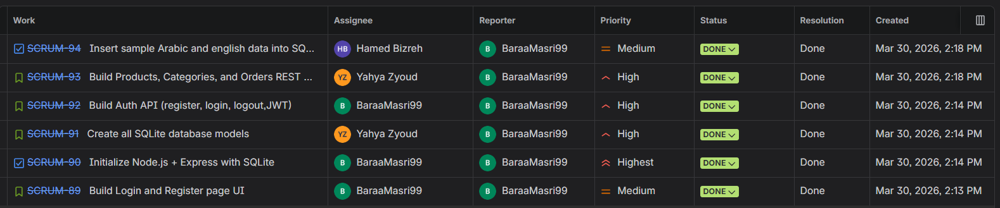 Work Assignee Reporter Priority Status Resolution Created
SCRUM-94 Insert sample Arabic and english data into SQ... HB Hamed Bizreh B BaraaMasri99 Medium DONE Done Mar 30, 2026, 2:18 PM
SCRUM-93 Build Products, Categories, and Orders REST ... YZ Yahya Zyoud B BaraaMasri99 High DONE Done Mar 30, 2026, 2:18 PM
SCRUM-92 Build Auth API (register, login, logout,JWT) B BaraaMasri99 B BaraaMasri99 High DONE Done Mar 30, 2026, 2:14 PM
SCRUM-91 Create all SQLite database models YZ Yahya Zyoud B BaraaMasri99 High DONE Done Mar 30, 2026, 2:14 PM
SCRUM-90 Initialize Node.js + Express with SQLite B BaraaMasri99 B BaraaMasri99 Highest DONE Done Mar 30, 2026, 2:14 PM
SCRUM-89 Build Login and Register page UI B BaraaMasri99 B BaraaMasri99 Medium DONE Done Mar 30, 2026, 2:13 PM